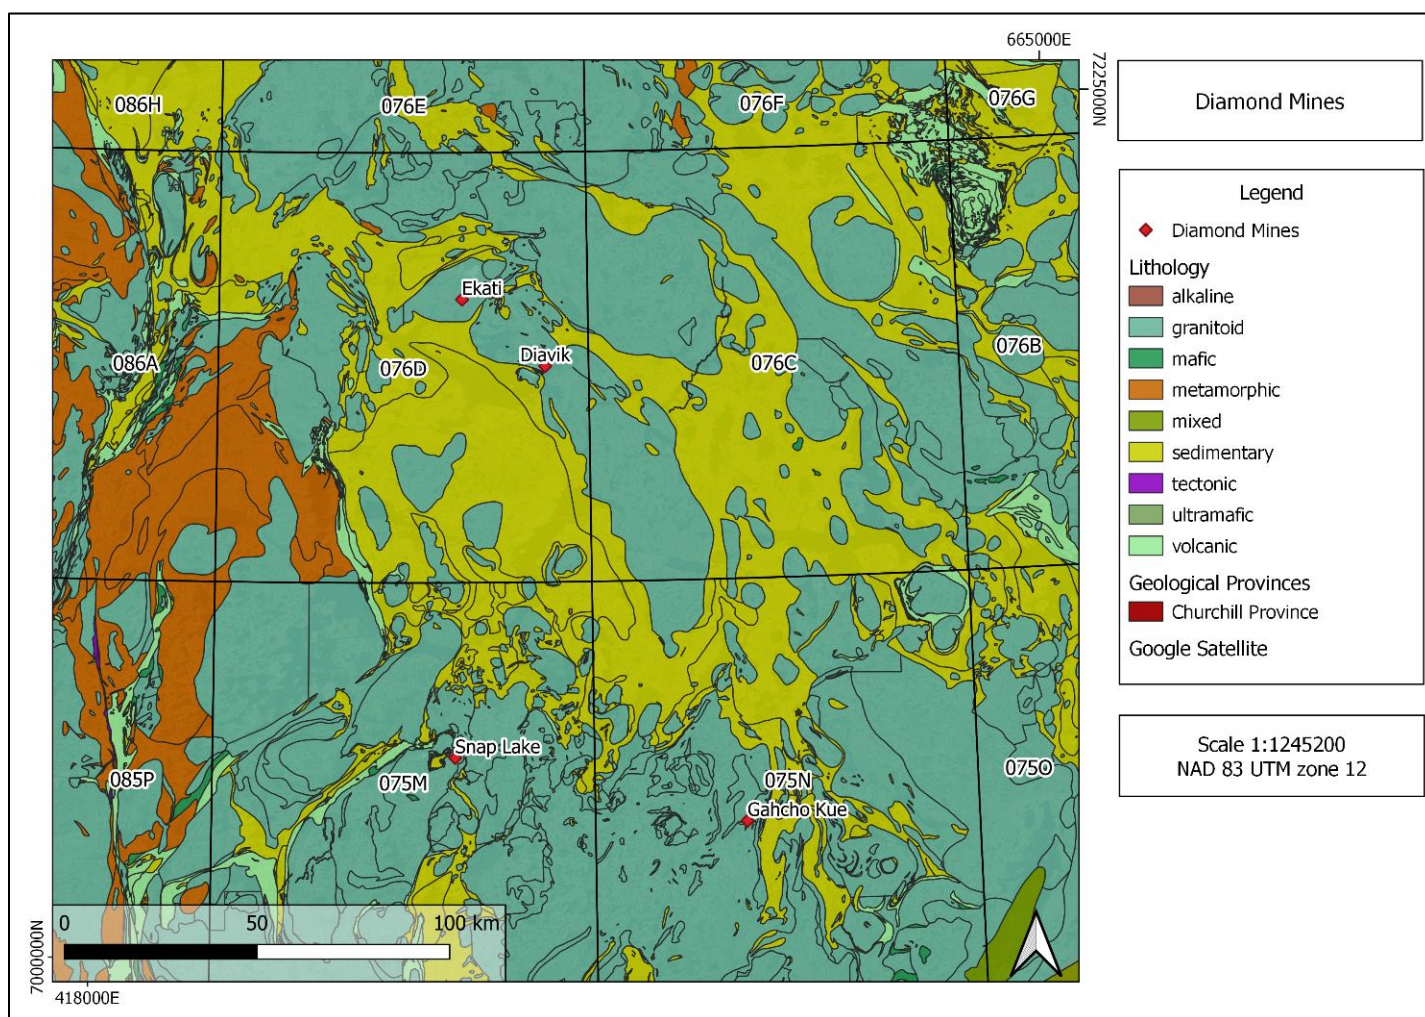 665000E
7225000N
086H
076E
076F
076G
Ekati
086A
076D
Diavik
076C
076B
Snap Lake
085P
075M
075N
075O
Gahcho Kue
0 50 100 km
7000000N
418000E
Diamond Mines
Legend
Diamond Mines
Lithology
alkaline
granitoid
mafic
metamorphic
mixed
sedimentary
tectonic
ultramafic
volcanic
Geological Provinces
Churchill Province
Google Satellite
Scale 1:1245200
NAD 83 UTM zone 12